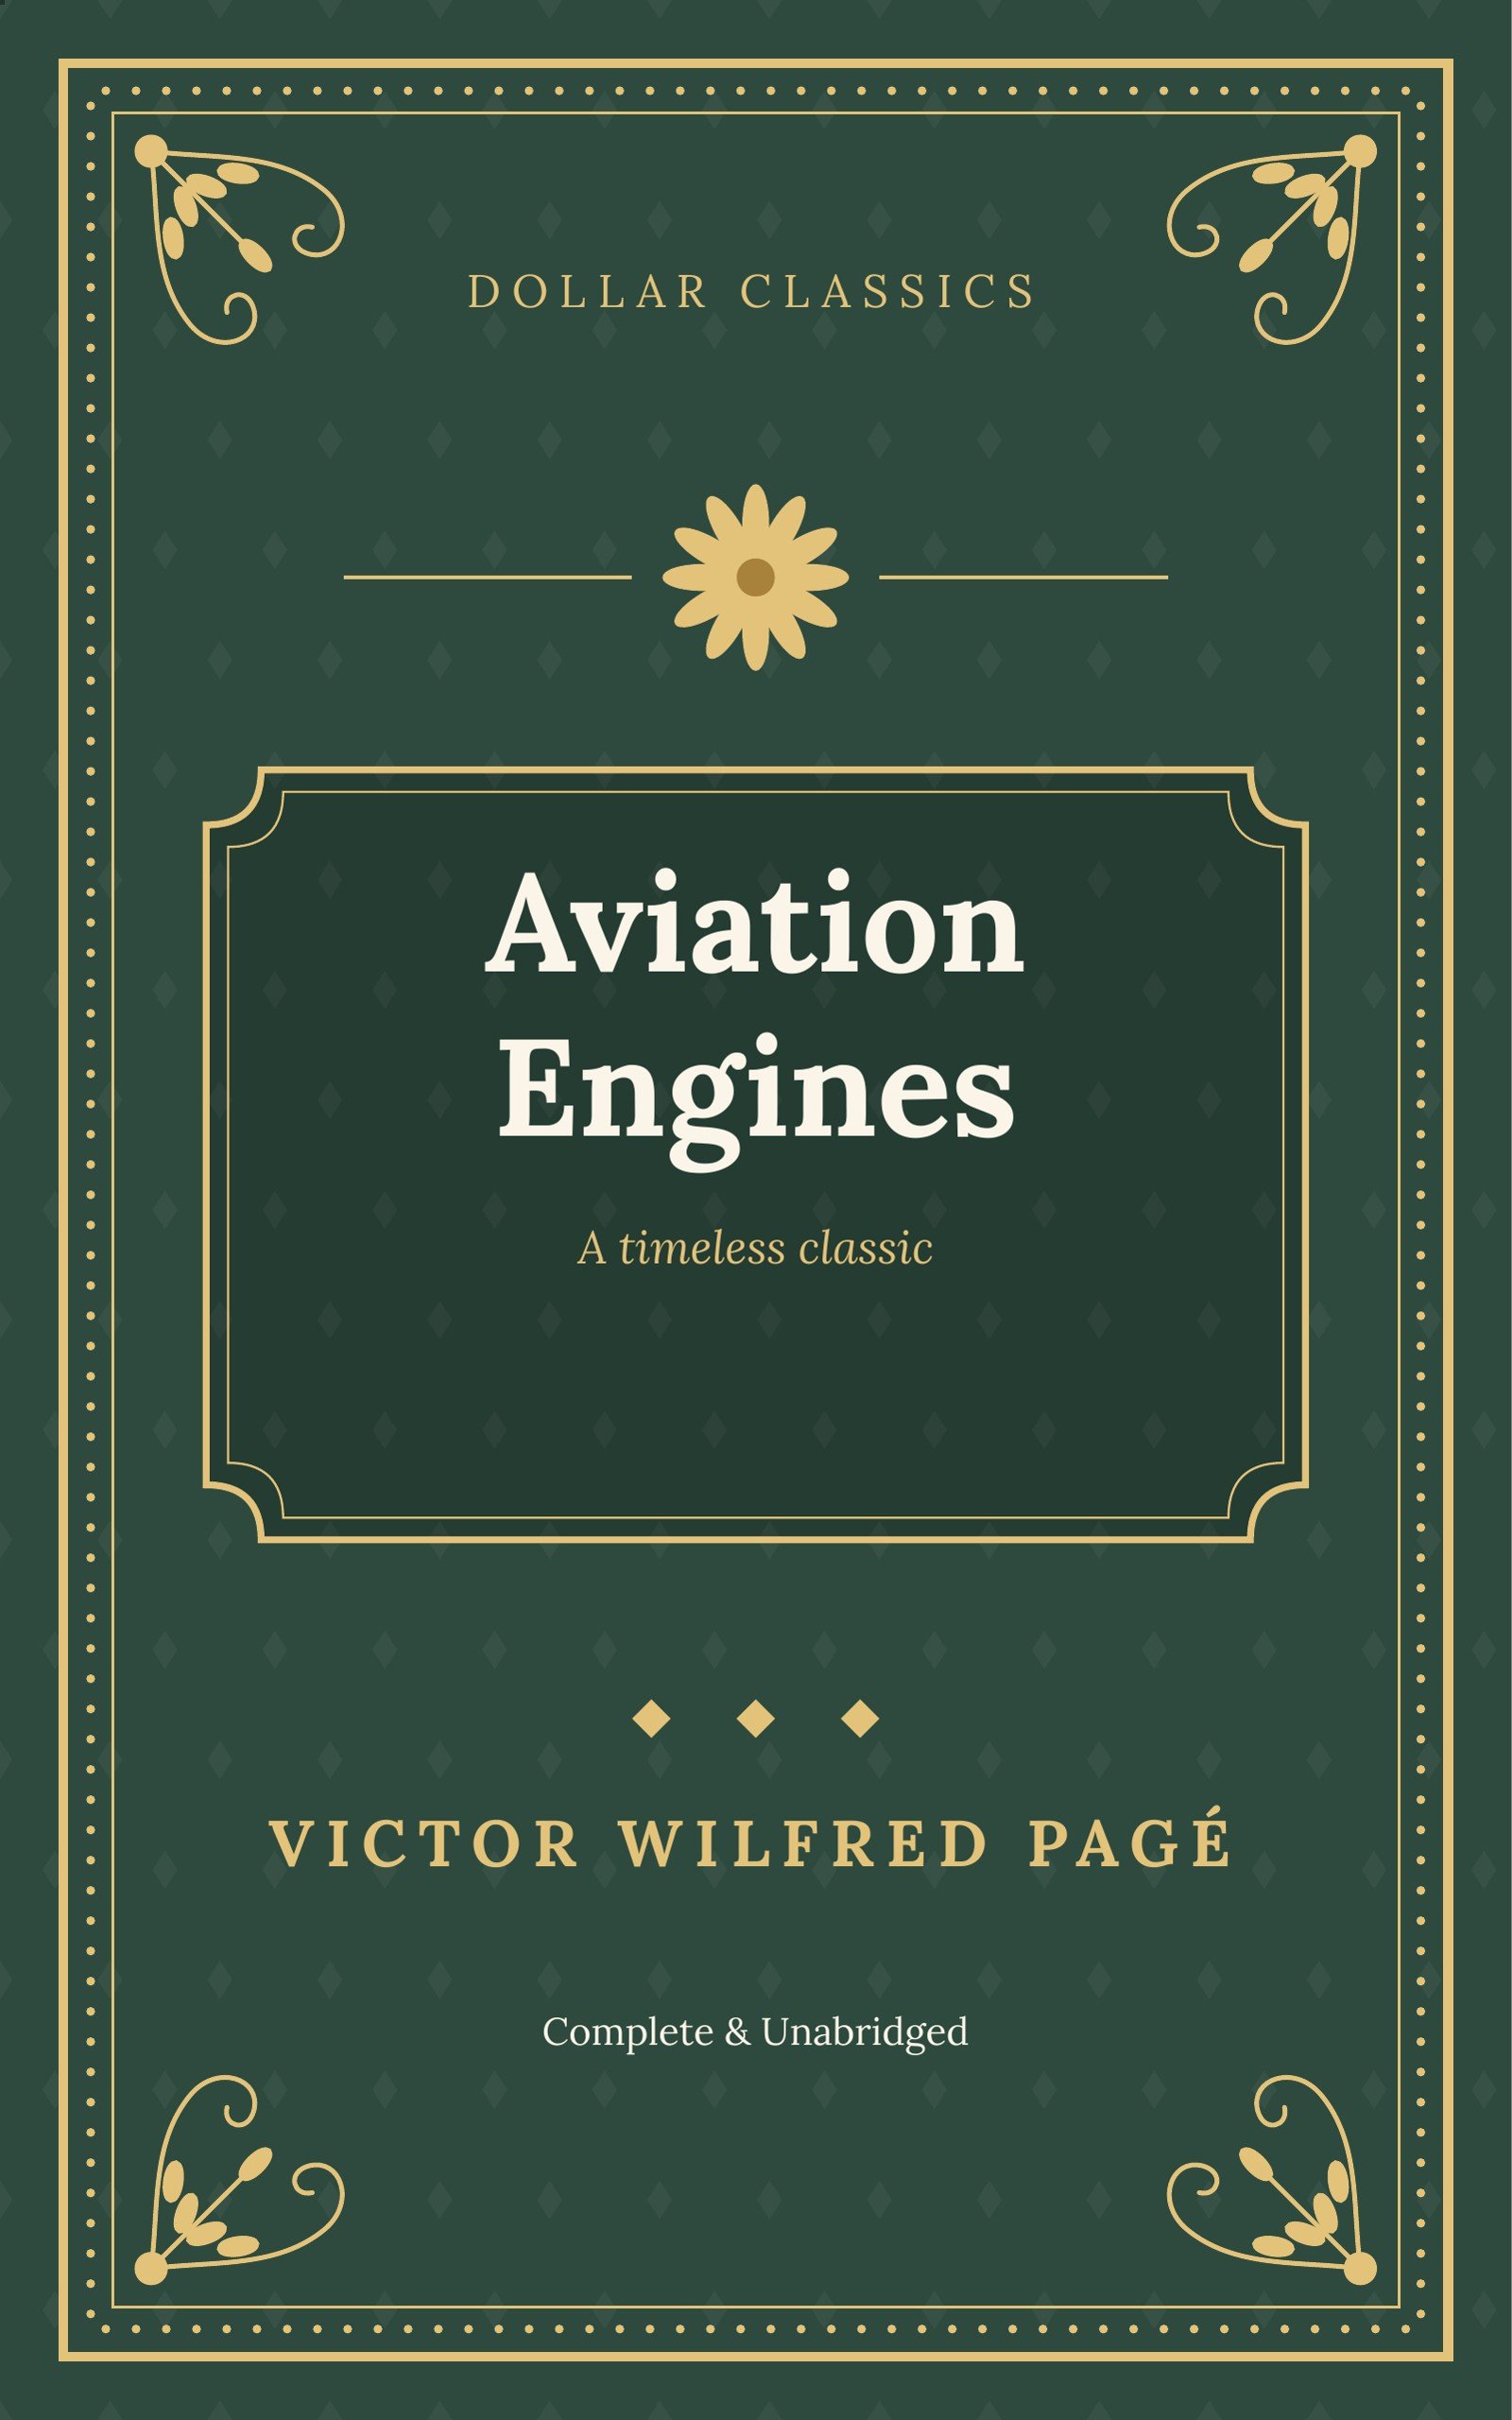 DOLLAR CLASSICS
Aviation
Engines
A timeless classic
VICTOR WILFRED PAGÉ
Complete & Unabridged